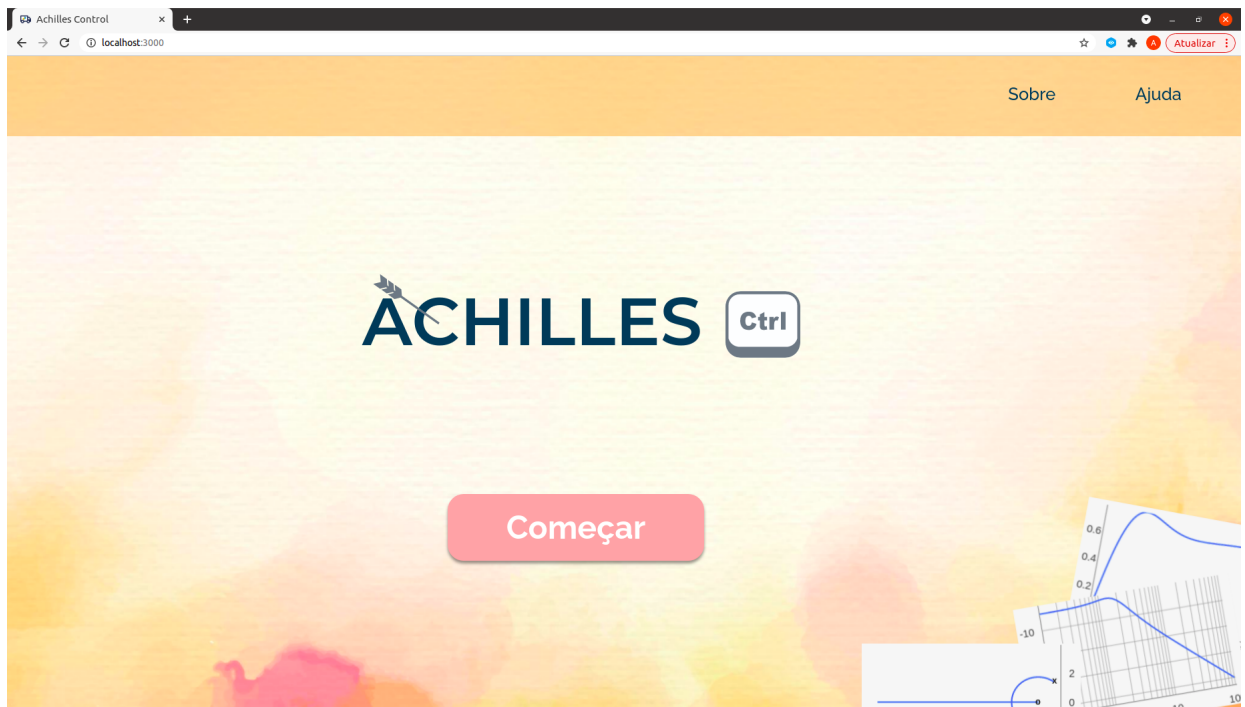 Achilles Control
localhost:3000
A
Atualizar
Sobre
Ajuda
ACHILLES Ctrl
Começar
0.6
0.4
0.2
-10
2
0
x
o
10
10